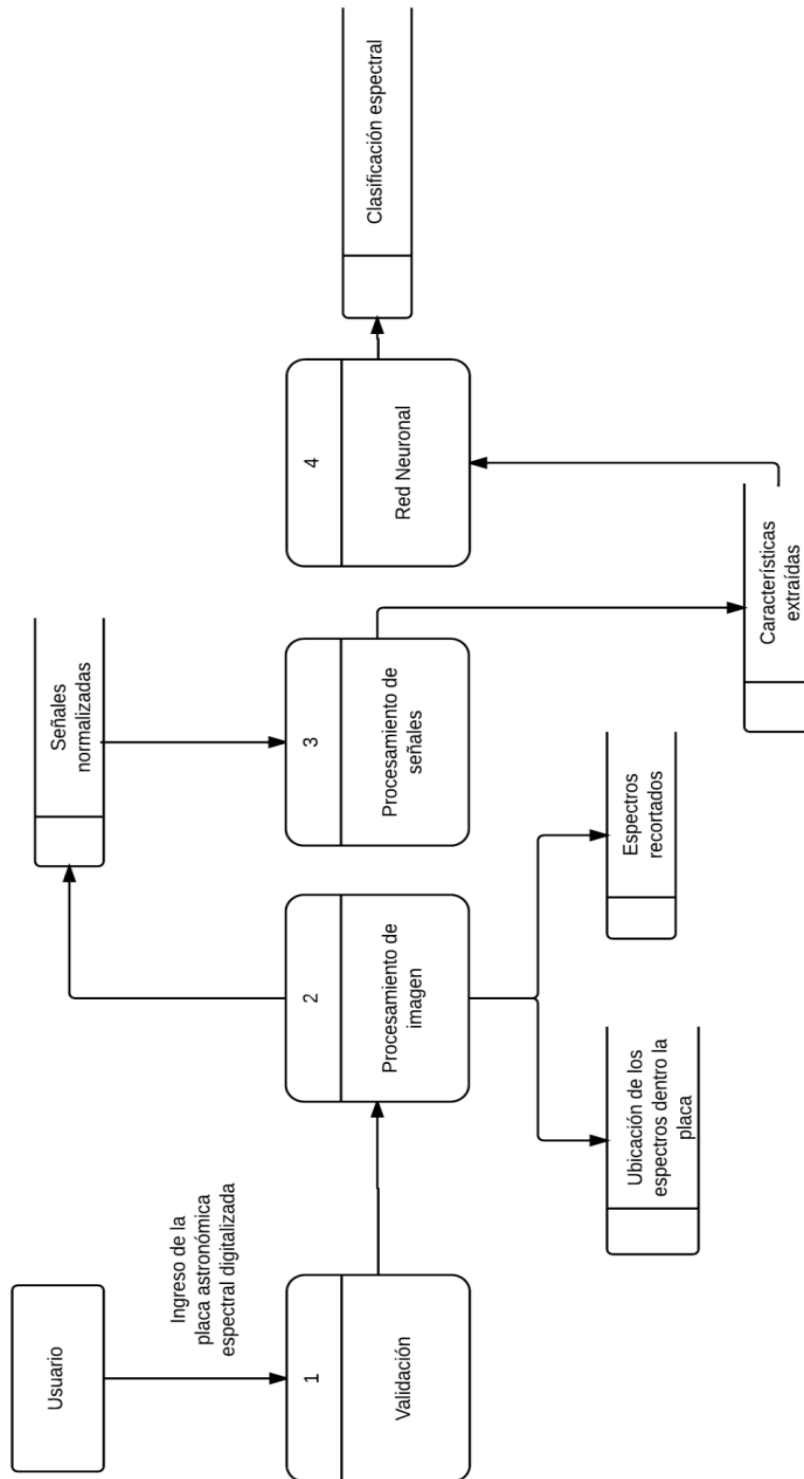 Usuario
Ingreso de la
placa astronómica
espectral digitalizada
1
Validación
2
Procesamiento de
imagen
Señales
normalizadas
Ubicación de los
espectros dentro la
placa
Espectros
recortados
3
Procesamiento de
señales
Características
extraídas
4
Red Neuronal
Clasificación espectral